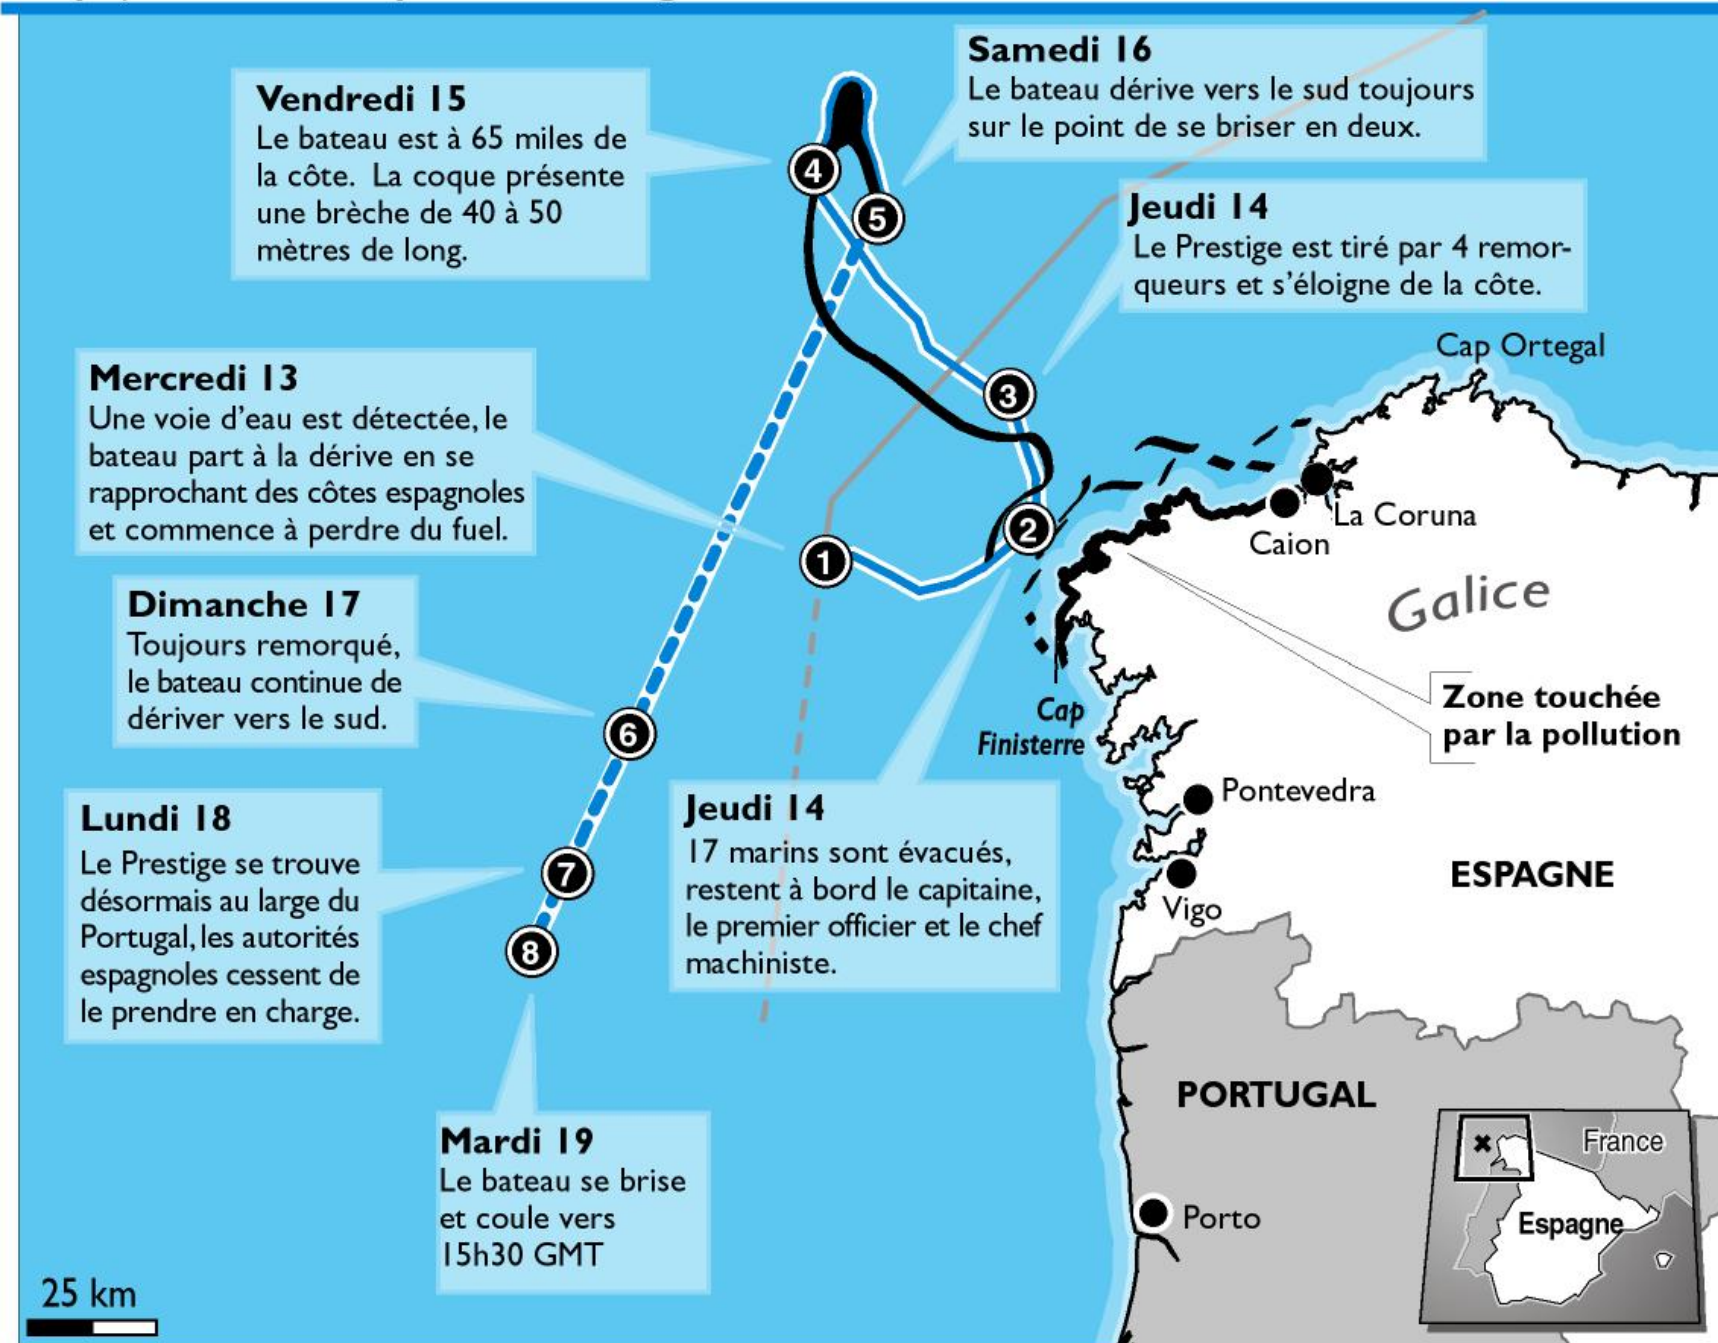 Samedi 16
Le bateau dérive vers le sud toujours
sur le point de se briser en deux.
Vendredi 15
Le bateau est à 65 miles de
la côte. La coque présente
une brèche de 40 à 50
mètres de long.
4
5
Jeudi 14
Le Prestige est tiré par 4 remor-
queurs et s'éloigne de la côte.
Mercredi 13
Une voie d'eau est détectée, le
bateau part à la dérive en se
rapprochant des côtes espagnoles
et commence à perdre du fuel.
3
Cap Ortegal
2
1
La Coruna
Caion
Galice
Dimanche 17
Toujours remorqué,
le bateau continue de
dériver vers le sud.
6
Cap
Finisterre
Zone touchée
par la pollution
Lundi 18
Le Prestige se trouve
désormais au large du
Portugal, les autorités
espagnoles cessent de
le prendre en charge.
7
8
Jeudi 14
17 marins sont évacués,
restent à bord le capitaine,
le premier officier et le chef
machiniste.
Pontevedra
ESPAGNE
Vigo
PORTUGAL
Mardi 19
Le bateau se brise
et coule vers
15h30 GMT
Porto
France
Espagne
25 km